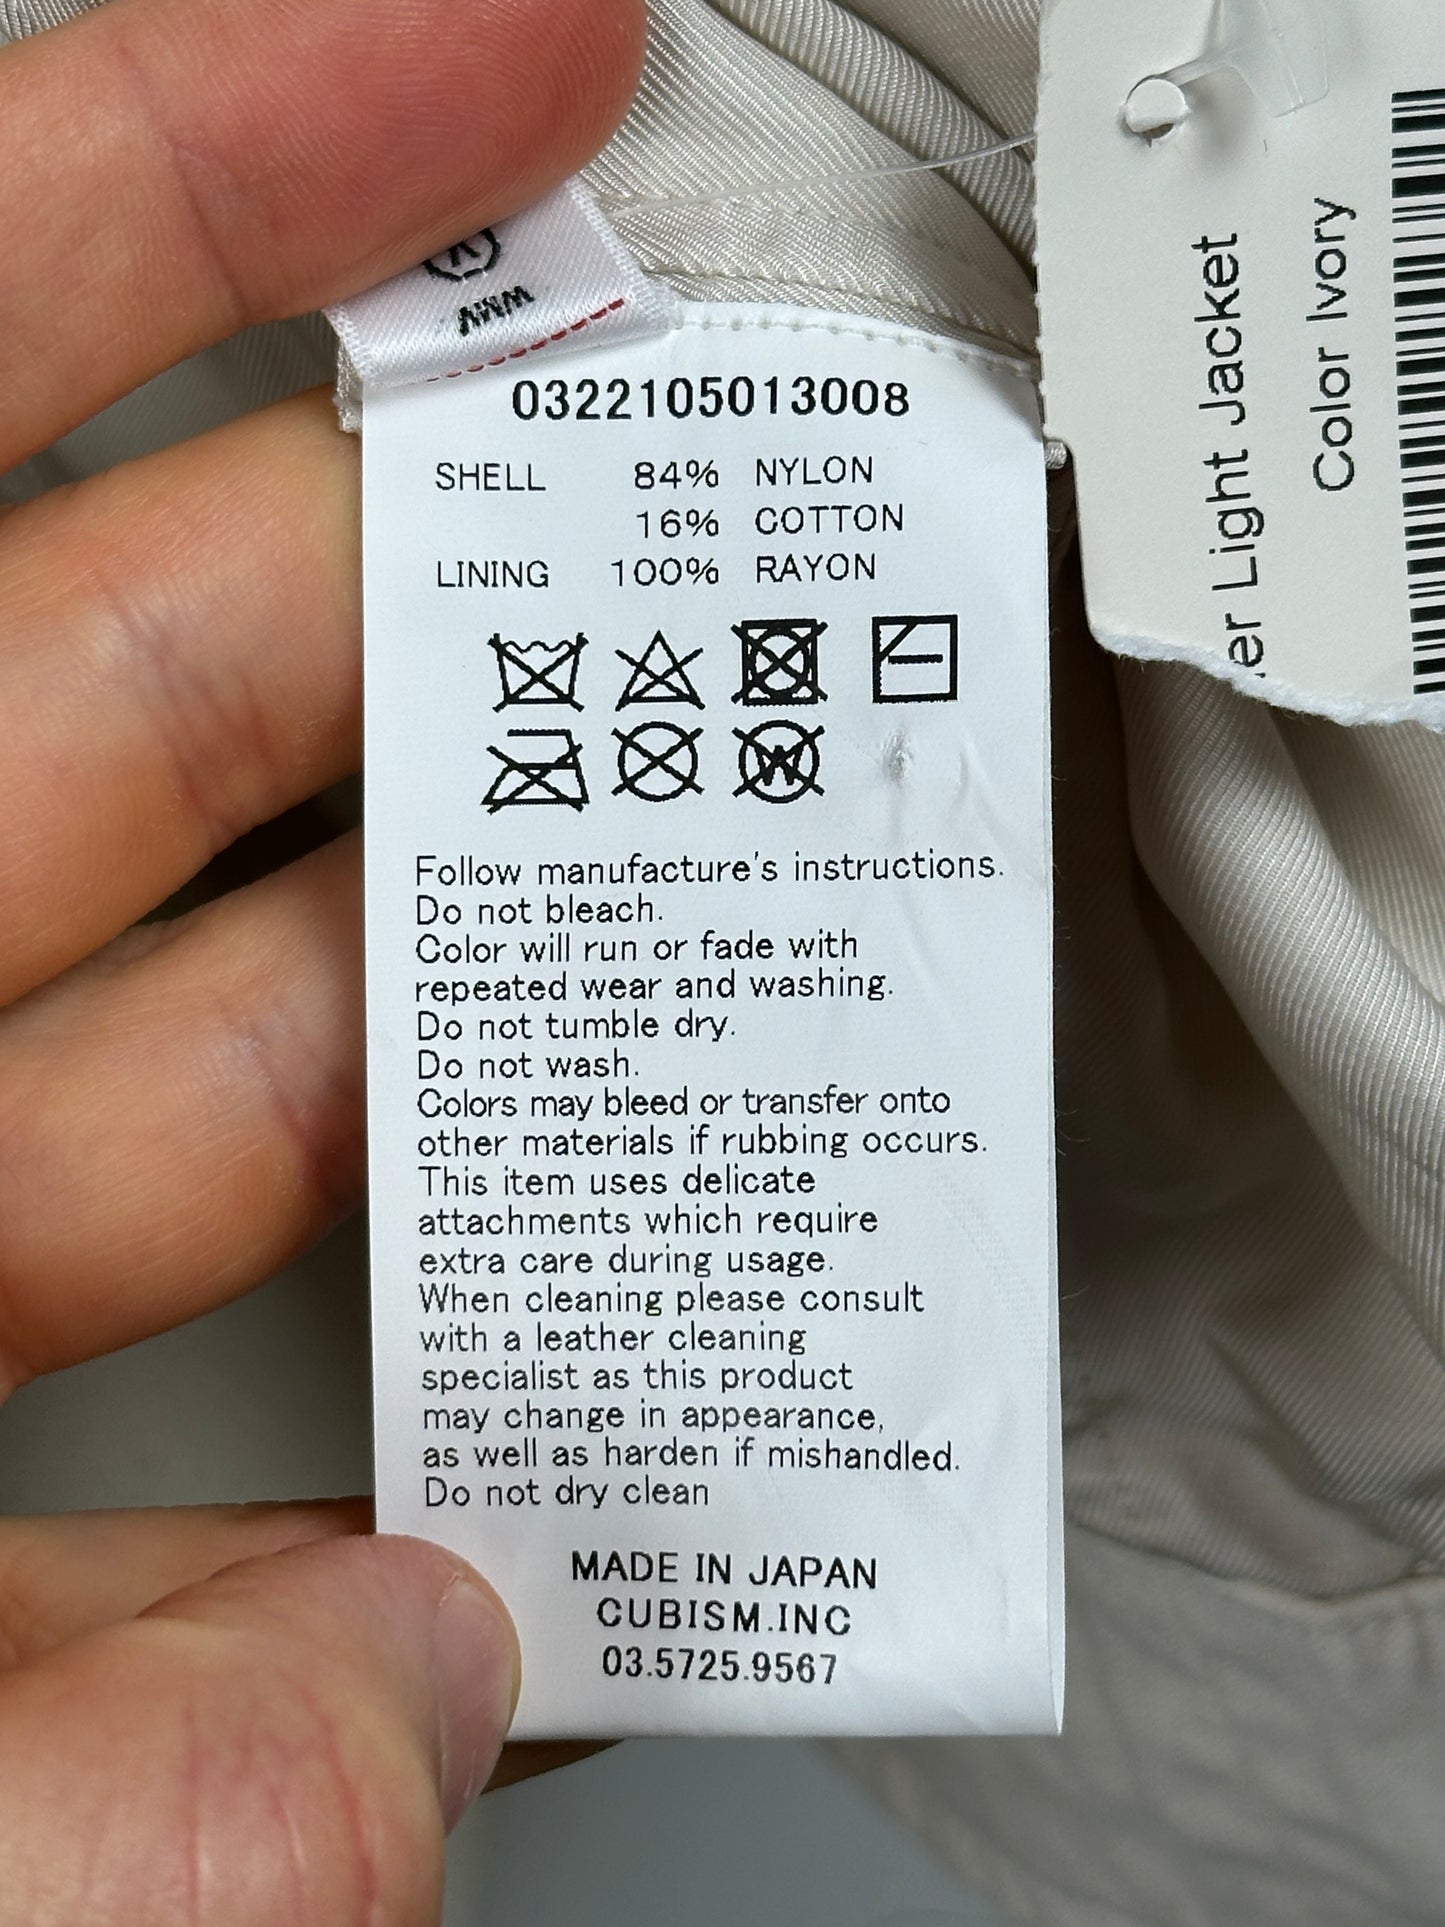 0322105013008
SHELL 84% NYLON
16% COTTON
LINING 100% RAYON
W
Follow manufacture's instructions.
Do not bleach.
Color will run or fade with
repeated wear and washing.
Do not tumble dry.
Do not wash.
Colors may bleed or transfer onto
other materials if rubbing occurs.
This item uses delicate
attachments which require
extra care during usage.
When cleaning please consult
with a leather cleaning
specialist as this product
may change in appearance,
as well as harden if mishandled.
Do not dry clean
MADE IN JAPAN
CUBISM.INC
03.5725.9567
Light Jacket
Color Ivory